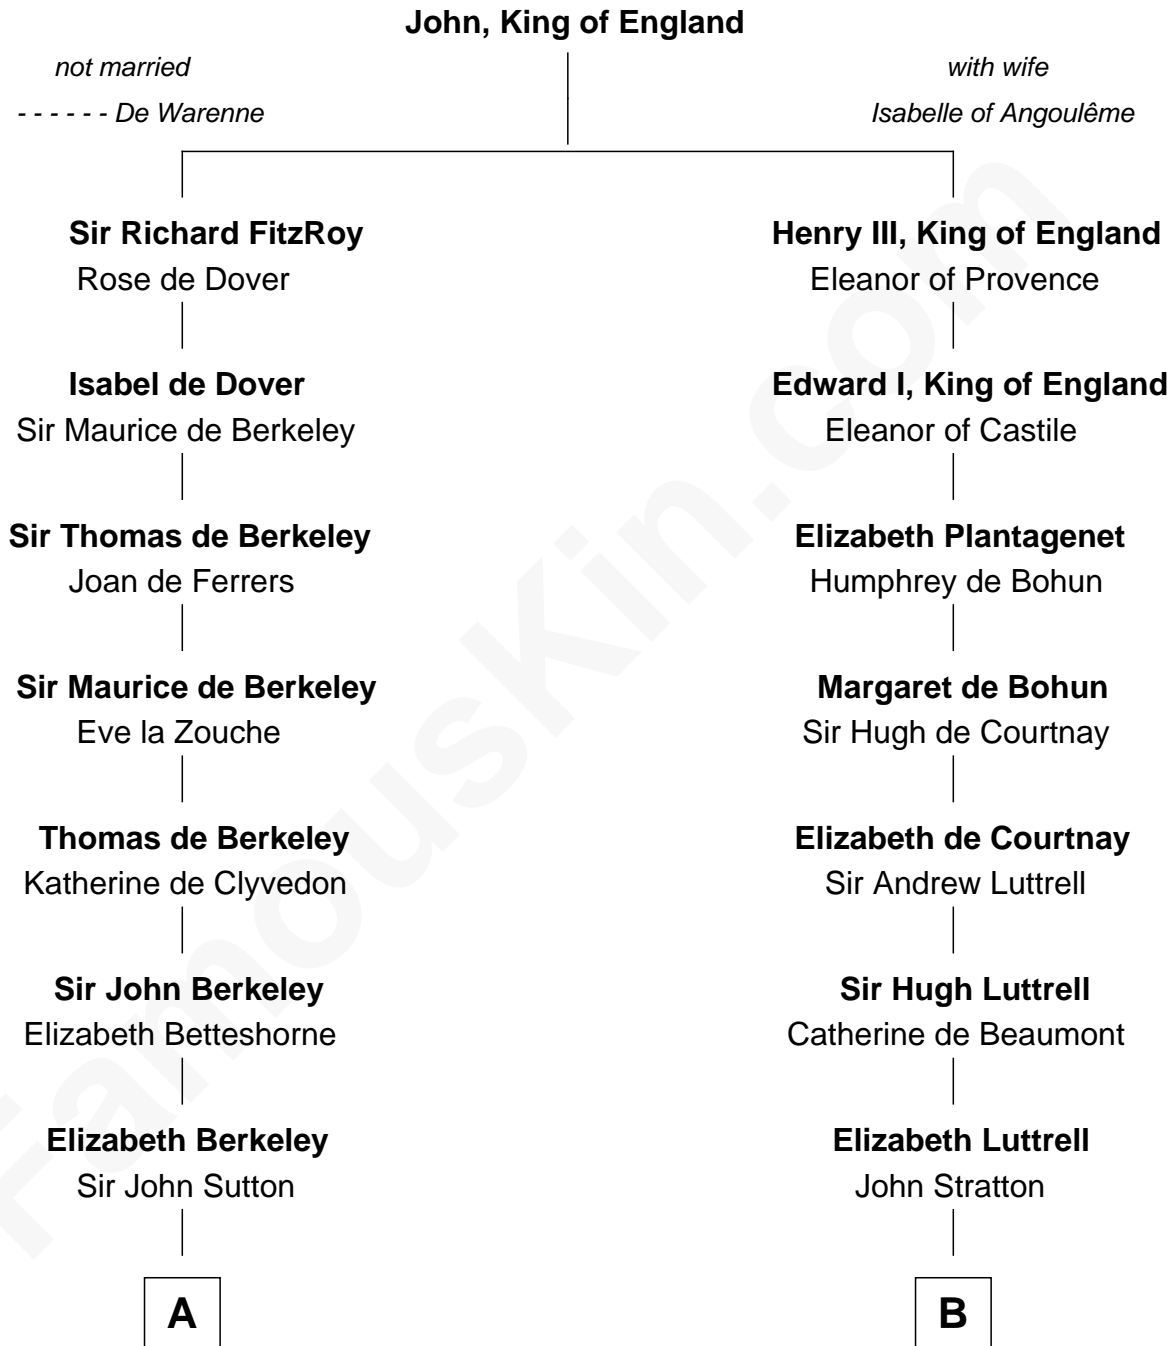 John, King of England
not married
with wife
- - - - - - De Warenne
Isabelle of Angoulême
Sir Richard FitzRoy
Rose de Dover
Henry III, King of England
Eleanor of Provence
Isabel de Dover
Sir Maurice de Berkeley
Edward I, King of England
Eleanor of Castile
Sir Thomas de Berkeley
Joan de Ferrers
Elizabeth Plantagenet
Humphrey de Bohun
Sir Maurice de Berkeley
Eve la Zouche
Margaret de Bohun
Sir Hugh de Courtnay
Thomas de Berkeley
Katherine de Clyvedon
Elizabeth de Courtnay
Sir Andrew Luttrell
Sir John Berkeley
Elizabeth Betteshorne
Sir Hugh Luttrell
Catherine de Beaumont
Elizabeth Berkeley
Sir John Sutton
Elizabeth Luttrell
John Stratton
A
B
FamousKin.com